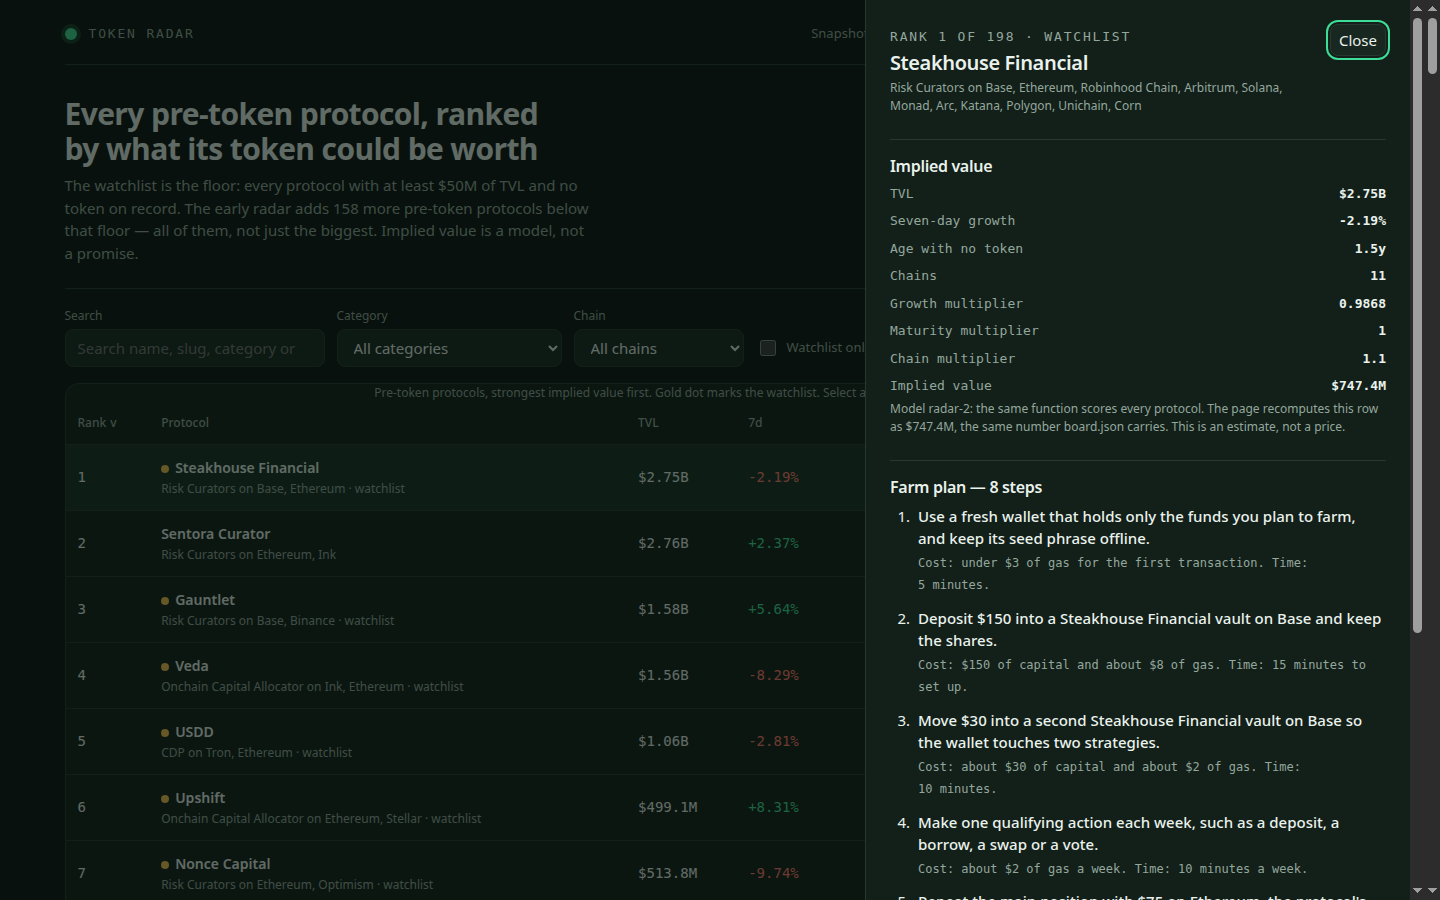 TOKEN RADAR
Snapshot
Every pre-token protocol, ranked
by what its token could be worth
The watchlist is the floor: every protocol with at least $50M of TVL and no
token on record. The early radar adds 158 more pre-token protocols below
that floor — all of them, not just the biggest. Implied value is a model, not
a promise.
Search
Category
Chain
Search name, slug, category or
All categories
All chains
Watchlist onl
Pre-token protocols, strongest implied value first. Gold dot marks the watchlist. Select a
Rank v
Protocol
TVL
7d
1
Steakhouse Financial
Risk Curators on Base, Ethereum · watchlist
$2.75B
-2.19%
2
Sentora Curator
Risk Curators on Ethereum, Ink
$2.76B
+2.37%
3
Gauntlet
Risk Curators on Base, Binance · watchlist
$1.58B
+5.64%
4
Veda
Onchain Capital Allocator on Ink, Ethereum · watchlist
$1.56B
-8.29%
5
USDD
CDP on Tron, Ethereum · watchlist
$1.06B
-2.81%
6
Upshift
Onchain Capital Allocator on Ethereum, Stellar · watchlist
$499.1M
+8.31%
7
Nonce Capital
Risk Curators on Ethereum, Optimism · watchlist
$513.8M
-9.74%
RANK 1 OF 198 · WATCHLIST
Close
Steakhouse Financial
Risk Curators on Base, Ethereum, Robinhood Chain, Arbitrum, Solana,
Monad, Arc, Katana, Polygon, Unichain, Corn
Implied value
TVL $2.75B
Seven-day growth -2.19%
Age with no token 1.5y
Chains 11
Growth multiplier 0.9868
Maturity multiplier 1
Chain multiplier 1.1
Implied value $747.4M
Model radar-2: the same function scores every protocol. The page recomputes this row
as $747.4M, the same number board.json carries. This is an estimate, not a price.
Farm plan — 8 steps
1. Use a fresh wallet that holds only the funds you plan to farm,
and keep its seed phrase offline.
Cost: under $3 of gas for the first transaction. Time:
5 minutes.
2. Deposit $150 into a Steakhouse Financial vault on Base and keep
the shares.
Cost: $150 of capital and about $8 of gas. Time: 15 minutes to
set up.
3. Move $30 into a second Steakhouse Financial vault on Base so
the wallet touches two strategies.
Cost: about $30 of capital and about $2 of gas. Time:
10 minutes.
4. Make one qualifying action each week, such as a deposit, a
borrow, a swap or a vote.
Cost: about $2 of gas a week. Time: 10 minutes a week.
5. Repeat the main position with $75 on Ethereum, the protocol's